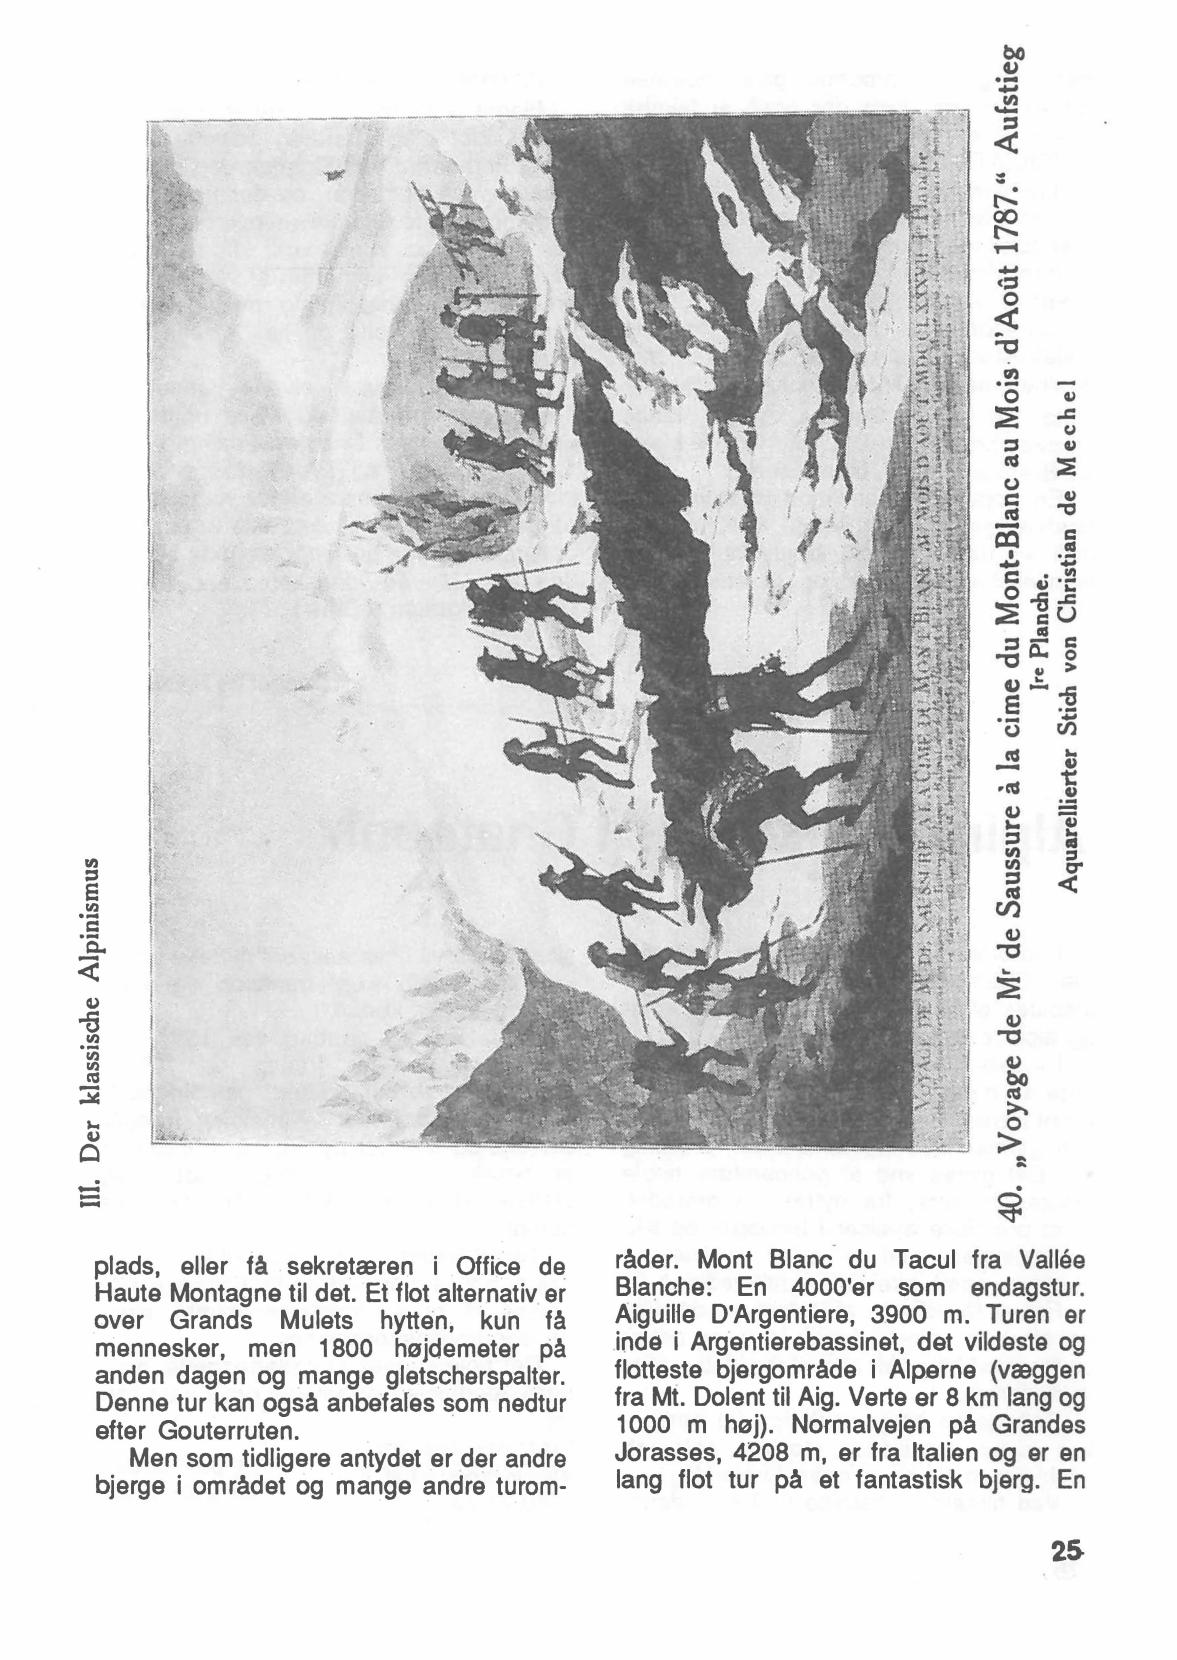 III. Der klassische Alpinismus
VOYAGE DE MR DE SAUSSURE A LA CIME DU MONT BLANC AU MOIS D'AOUT MDCCLXXXVII I. Planche
40. „Voyage de Mr de Saussure à la cime du Mont-Blanc au Mois d'Août 1787.“ Aufstieg
Ire Planche.
Aquarellierter Stich von Christian de Mechel
plads, eller få sekretæren i Office de
Haute Montagne til det. Et flot alternativ er
over Grands Mulets hytten, kun få
mennesker, men 1800 højdemeter på
anden dagen og mange gletscherspalter.
Denne tur kan også anbefales som nedtur
efter Gouterruten.
Men som tidligere antydet er der andre
bjerge i området og mange andre turom-
råder. Mont Blanc du Tacul fra Vallée
Blanche: En 4000'er som endagstur.
Aiguille D'Argentiere, 3900 m. Turen er
inde i Argentierebassinet, det vildeste og
flotteste bjergområde i Alperne (væggen
fra Mt. Dolent til Aig. Verte er 8 km lang og
1000 m høj). Normalvejen på Grandes
Jorasses, 4208 m, er fra Italien og er en
lang flot tur på et fantastisk bjerg. En
25